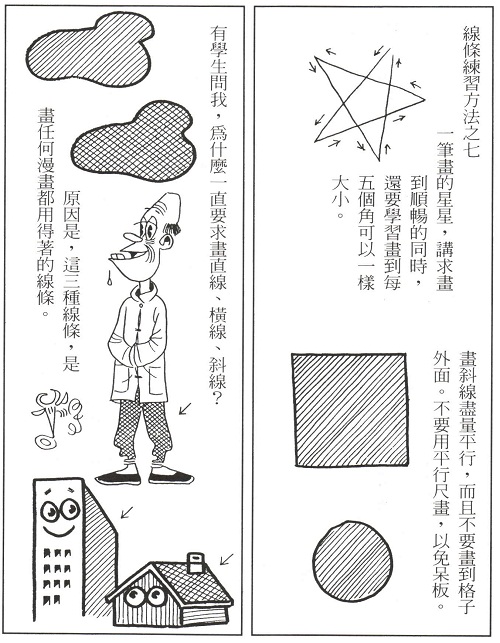 線條練習方法之七
一筆畫的星星，講求畫
到順暢的同時，
還要學習畫到每
五個角可以一樣
大小。
畫斜線盡量平行，而且不要畫到格子
外面。不要用平行尺畫，以免呆板。
有學生問我，爲什麼一直要求畫直線、橫線、斜線？
原因是，這三種線條，是
畫任何漫畫都用得著的線條。